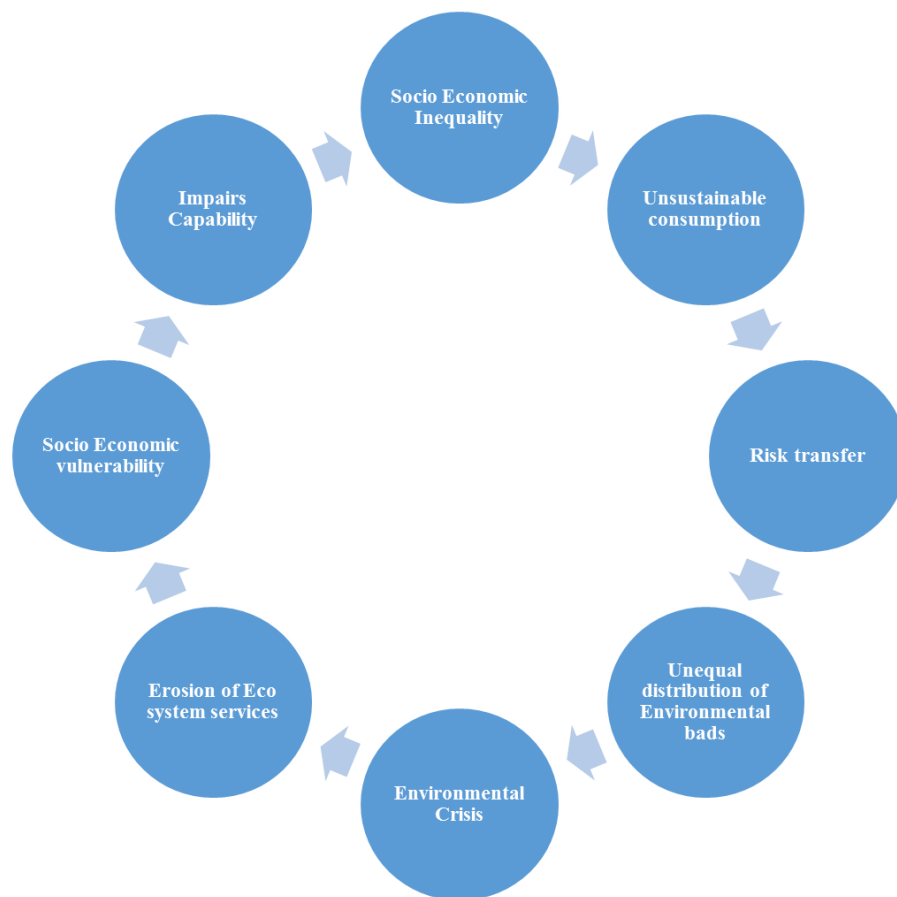 Socio Economic
Inequality
Unsustainable
consumption
Risk transfer
Unequal
distribution of
Environmental
bads
Environmental
Crisis
Erosion of Eco
system services
Socio Economic
vulnerability
Impairs
Capability